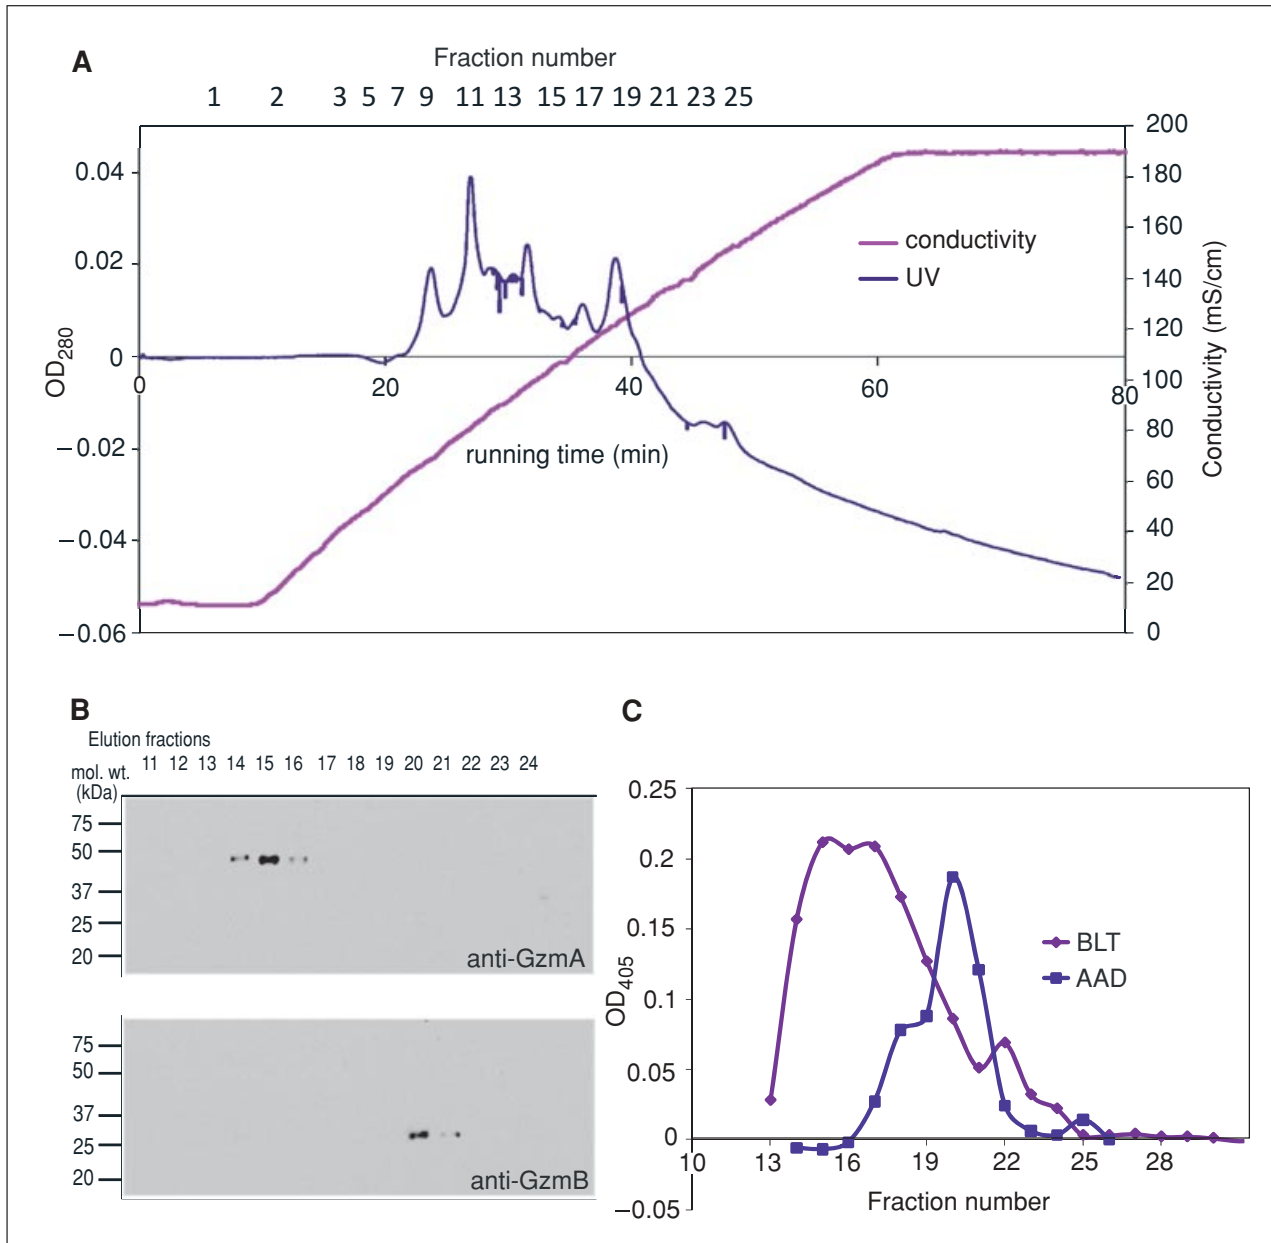 A
Fraction number
1 2 3 5 7 9 11 13 15 17 19 21 23 25
OD280
0.04
0.02
0
−0.02
−0.04
−0.06
0 20 40 60 80
running time (min)
conductivity
UV
200
180
160
140
120
100
80
60
40
20
0
Conductivity (mS/cm)
B
Elution fractions
11 12 13 14 15 16 17 18 19 20 21 22 23 24
mol. wt.
(kDa)
75
50
37
25
20
anti-GzmA
75
50
37
25
20
anti-GzmB
C
OD405
0.25
0.2
0.15
0.1
0.05
0
−0.05
BLT
AAD
10 13 16 19 22 25 28
Fraction number